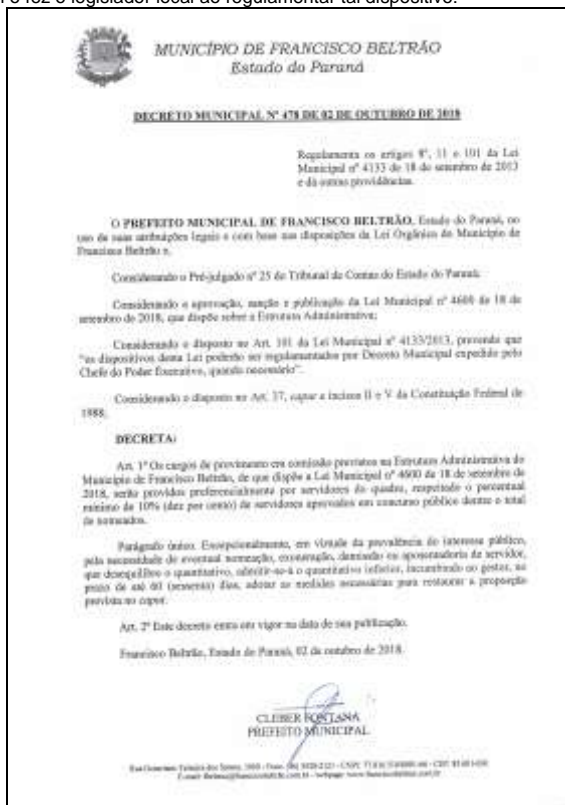 o fez o legislador local ao regulamentar tal dispositivo:
MUNICÍPIO DE FRANCISCO BELTRÃO
Estado do Paraná
DECRETO MUNICIPAL Nº 478 DE 02 DE OUTUBRO DE 2018
Regulamenta os artigos 8º, 11 e 101 da Lei
Municipal nº 4133 de 18 de setembro de 2013
e da outras providências.
O PREFEITO MUNICIPAL DE FRANCISCO BELTRÃO, Estado do Paraná, no
uso de suas atribuições legais e com base nas disposições da Lei Orgânica do Município de
Francisco Beltrão e,
Considerando o Pré-julgado nº 25 de Tribunal de Contas do Estado do Paraná.
Considerando a aprovação, sanção e publicação da Lei Municipal nº 4600 de 18 de
setembro de 2018, que dispõe sobre a Estrutura Administrativa;
Considerando o disposto no Art. 101 da Lei Municipal nº 4133/2013, prevendo que
"os dispositivos desta Lei poderão ser regulamentados por Decreto Municipal expedido pelo
Chefe do Poder Executivo, quando necessário".
Considerando o disposto no Art. 37, caput e incisos II e V da Constituição Federal de
1988;
DECRETA:
Art. 1º Os cargos de provimento em comissão previstos na Estrutura Administrativa do
Município de Francisco Beltrão, de que dispõe a Lei Municipal nº 4600 de 18 de setembro de
2018, serão providos preferencialmente por servidores do quadro, respeitado o percentual
mínimo de 10% (dez por cento) de servidores aprovados em concurso público dentre o total
de nomeados.
Parágrafo único. Excepcionalmente, em virtude da prevalência do interesse público,
pela necessidade de eventual nomeação, exoneração, demissão ou aposentadoria de servidor,
que desequilibre o quantitativo, admitir-se-á o quantitativo inferior, incumbindo ao gestor, no
prazo de até 60 (sessenta) dias, adotar as medidas necessárias para restaurar a proporção
prevista no caput.
Art. 2º Este decreto entra em vigor na data de sua publicação.
Francisco Beltrão, Estado do Paraná, 02 de outubro de 2018.
CLEBER FONTANA
PREFEITO MUNICIPAL